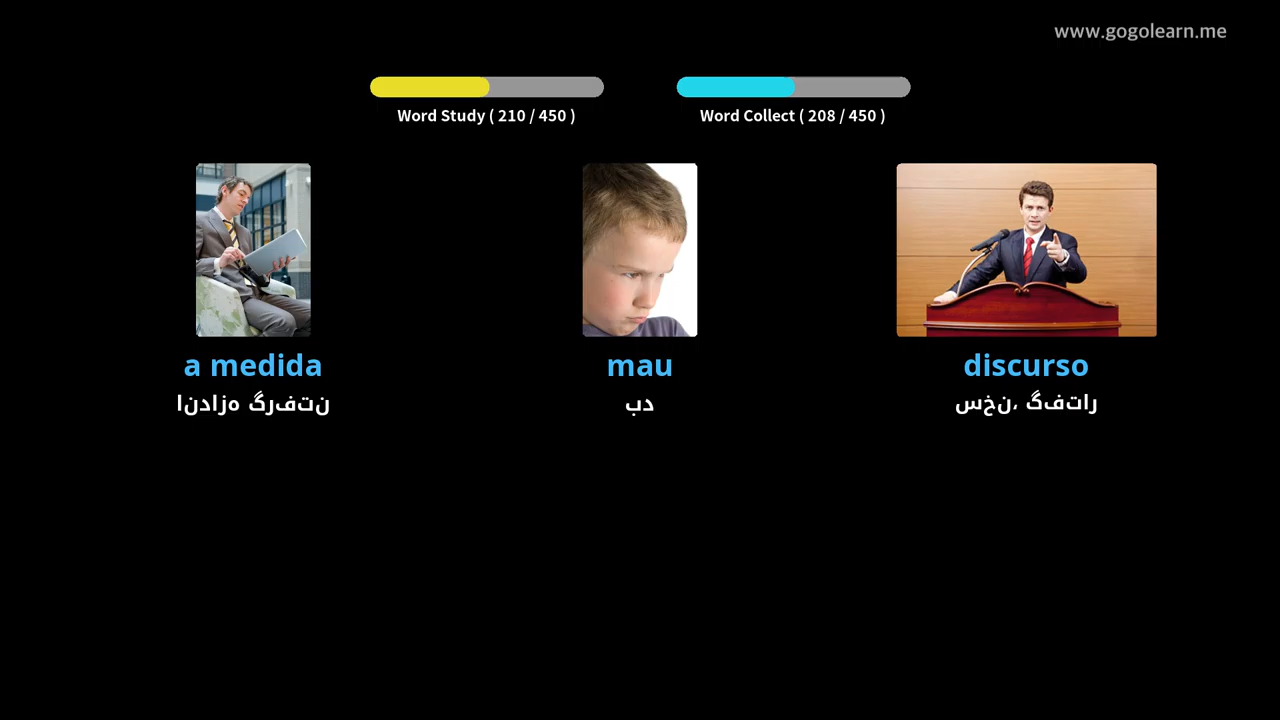 www.gogolearn.me
Word Study ( 210 / 450 )
Word Collect ( 208 / 450 )
a medida
اندازه گرفتن
mau
بد
discurso
سخن، گفتار